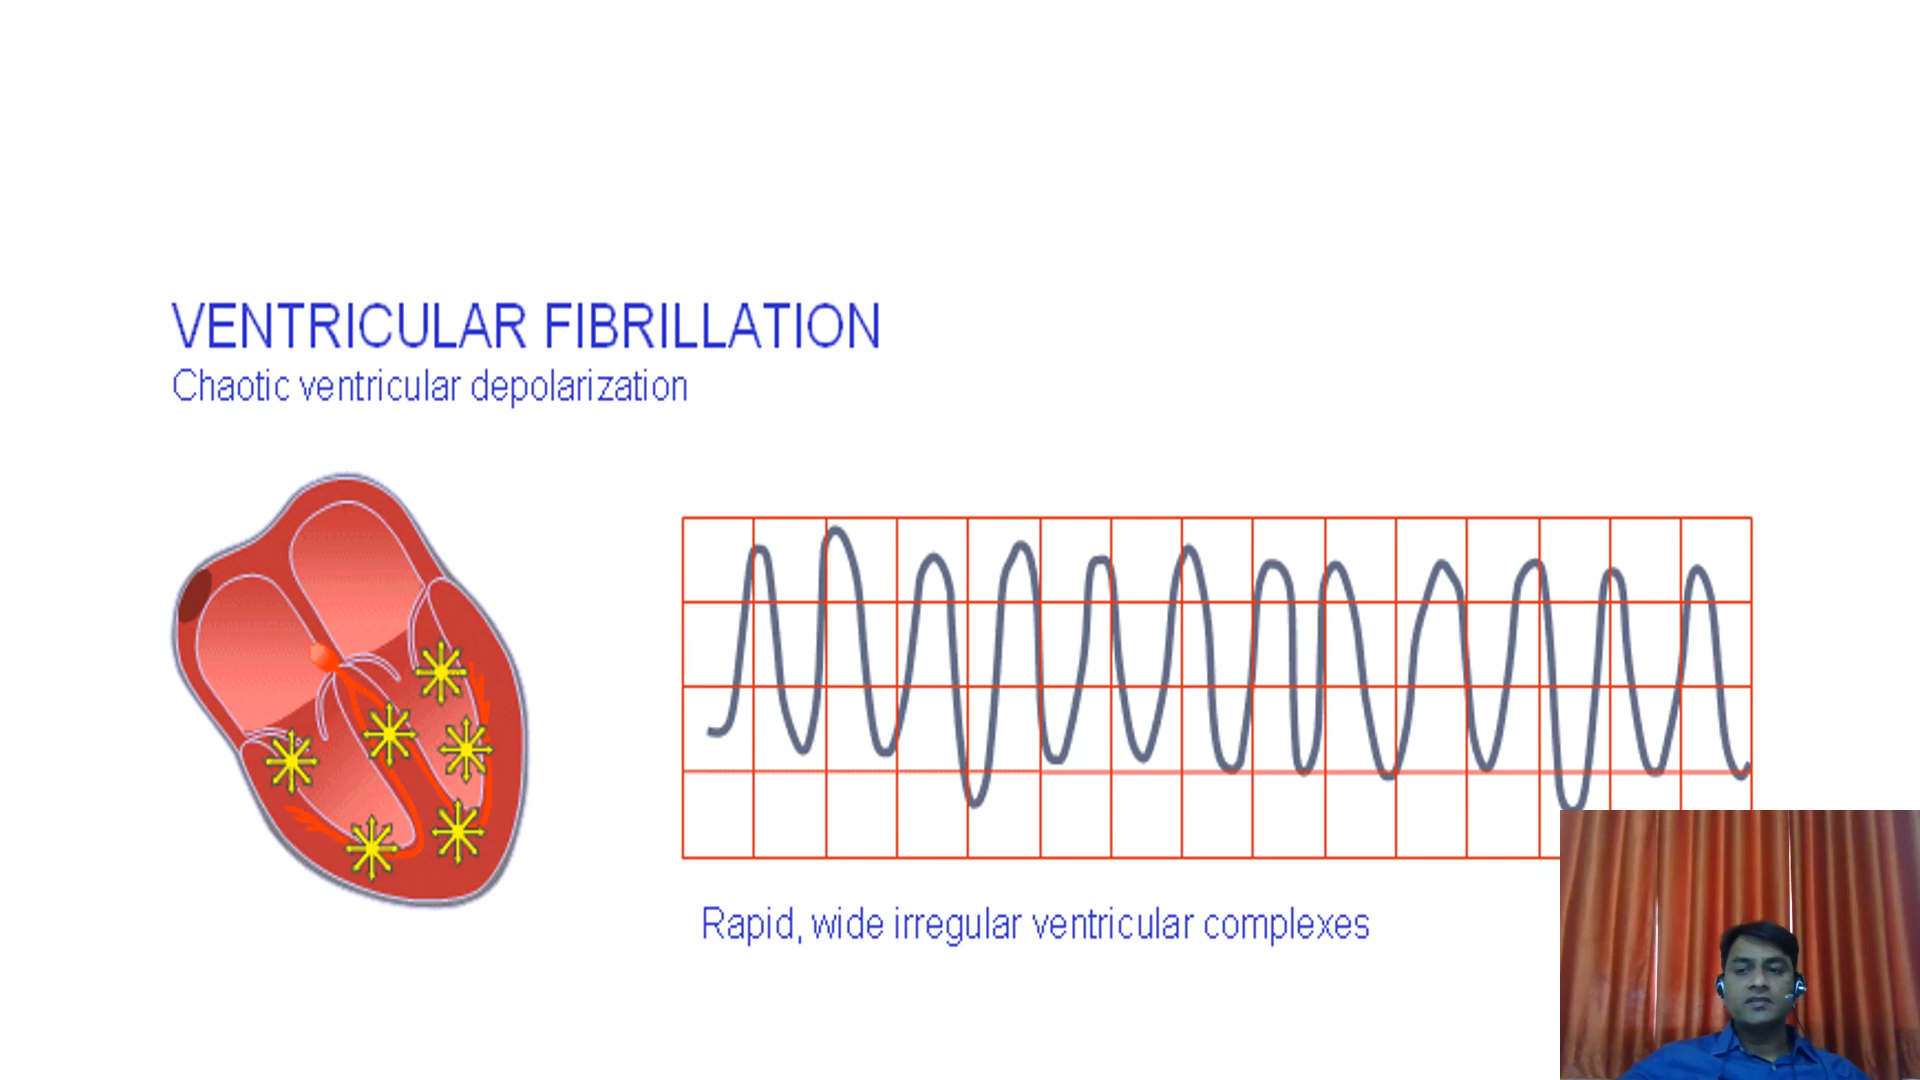 VENTRICULAR FIBRILLATION
Chaotic ventricular depolarization
Rapid, wide irregular ventricular complexes